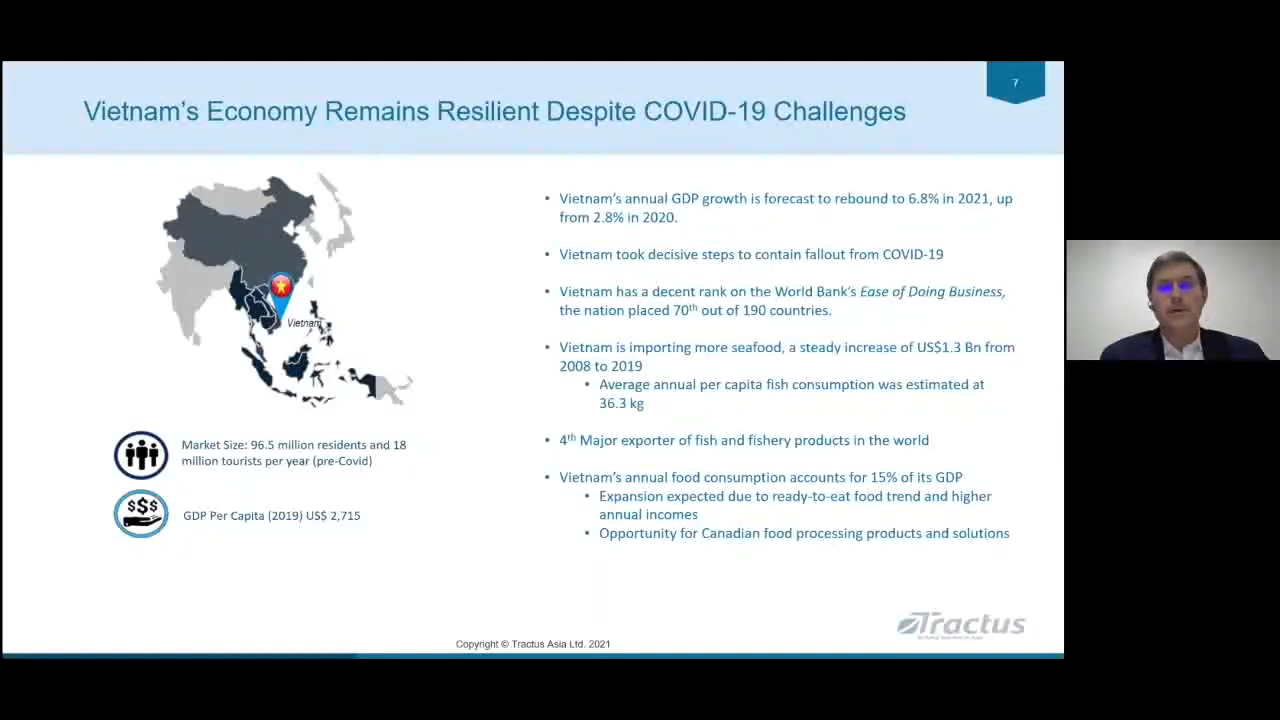 7
Vietnam's Economy Remains Resilient Despite COVID-19 Challenges
Vietnam
Market Size: 96.5 million residents and 18
million tourists per year (pre-Covid)
$$$
GDP Per Capita (2019) US$ 2,715
• Vietnam's annual GDP growth is forecast to rebound to 6.8% in 2021, up
from 2.8% in 2020.
• Vietnam took decisive steps to contain fallout from COVID-19
• Vietnam has a decent rank on the World Bank's Ease of Doing Business,
the nation placed 70th out of 190 countries.
• Vietnam is importing more seafood, a steady increase of US$1.3 Bn from
2008 to 2019
• Average annual per capita fish consumption was estimated at
36.3 kg
• 4th Major exporter of fish and fishery products in the world
• Vietnam's annual food consumption accounts for 15% of its GDP
• Expansion expected due to ready-to-eat food trend and higher
annual incomes
• Opportunity for Canadian food processing products and solutions
Tractus
Copyright © Tractus Asia Ltd. 2021